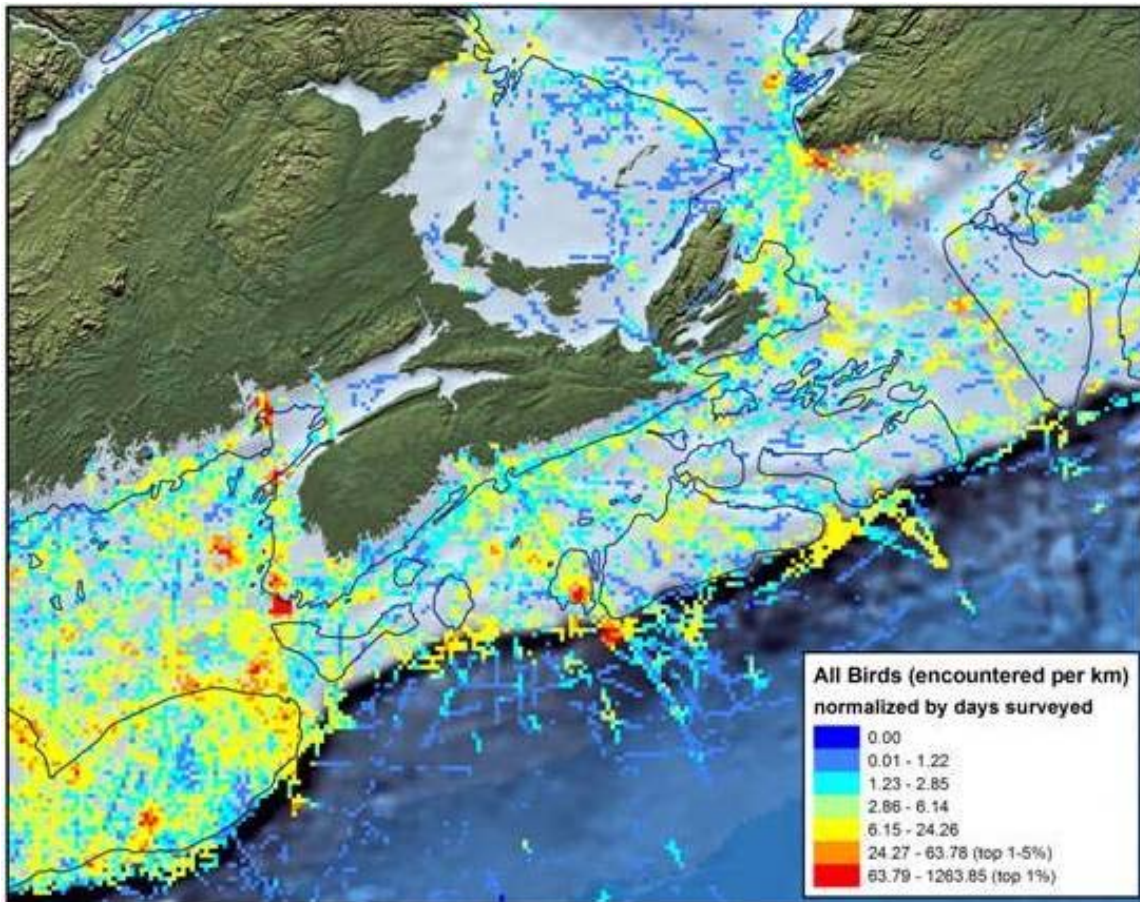 All Birds (encountered per km)
normalized by days surveyed
0.00
0.01 - 1.22
1.23 - 2.85
2.86 - 6.14
6.15 - 24.26
24.27 - 63.78 (top 1-5%)
63.79 - 1263.85 (top 1%)